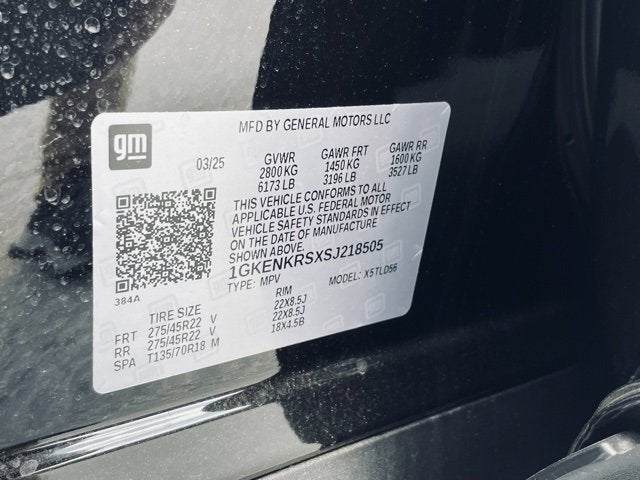 gm
MFD BY GENERAL MOTORS LLC
03/25 GVWR GAWR FRT GAWR RR
2800 KG 1450 KG 1600 KG
6173 LB 3196 LB 3527 LB
THIS VEHICLE CONFORMS TO ALL
APPLICABLE U.S. FEDERAL MOTOR
VEHICLE SAFETY STANDARDS IN EFFECT
ON THE DATE OF MANUFACTURE
SHOWN ABOVE.
1GKENKRSXSJ218505
384A TYPE: MPV MODEL: X5TLD56
TIRE SIZE RIM
FRT 275/45R22 V 22X8.5J
RR 275/45R22 V 22X8.5J
SPA T135/70R18 M 18X4.5B